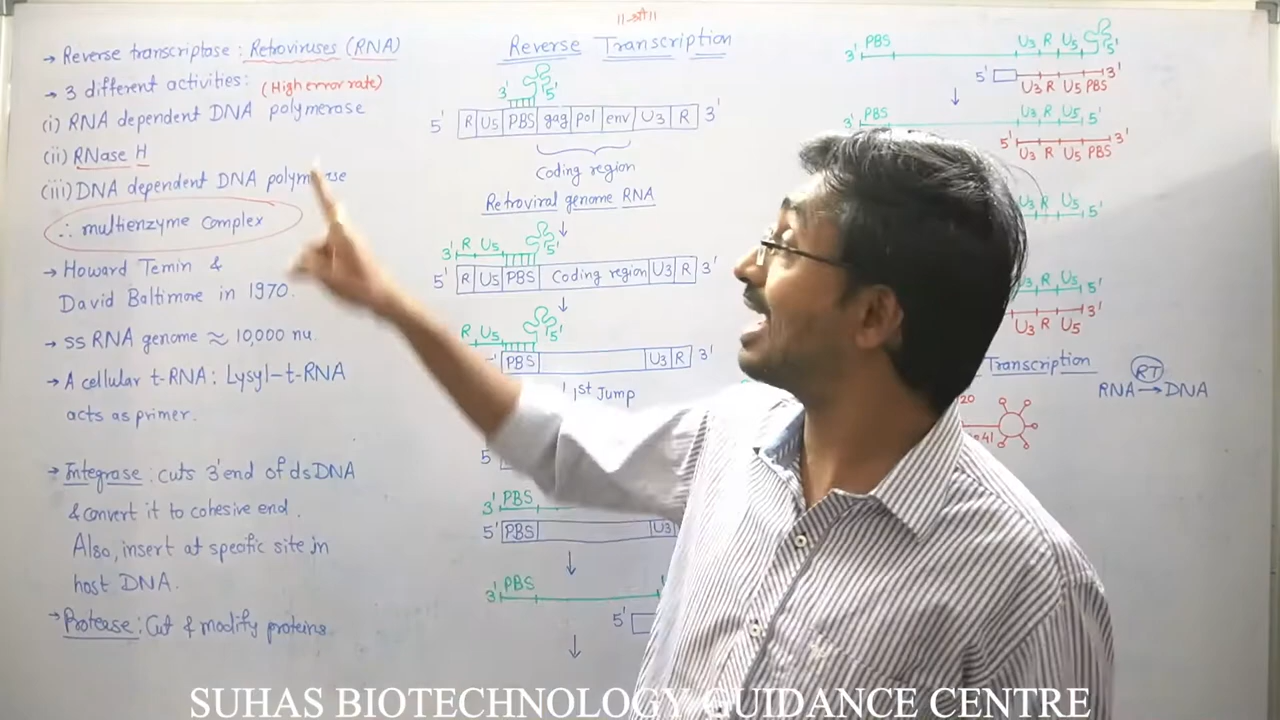 ॥श्री॥
→ Reverse transcriptase : Retroviruses (RNA)
→ 3 different activities: (High error rate)
(i) RNA dependent DNA polymerase
(ii) RNase H
(iii) DNA dependent DNA polymerase
∴ multienzyme complex
→ Howard Temin &
David Baltimore in 1970.
→ ss RNA genome ≈ 10,000 nu.
→ A cellular t-RNA: Lysyl-t-RNA
acts as primer.
→ Integrase: cuts 3' end of dsDNA
& convert it to cohesive end.
Also, insert at specific site in
host DNA.
→ Protease: Cut & modify proteins.
Reverse Transcription
3' 5'
5' R U5 PBS gag pol env U3 R 3'
Coding region
Retroviral genome RNA
3' R U5 5'
5' R U5 PBS Coding region U3 R 3'
R U5 5'
PBS U3 R 3'
1st Jump
5'
3' PBS
5' PBS U3
3' PBS
5'
3' PBS U3 R U5 5'
5' U3 R U5 PBS 3'
3' PBS U3 R U5 5'
5' U3 R U5 PBS 3'
U3 R U5 5'
U3 R U5 5'
U3 R U5 3'
Transcription
RT
RNA → DNA
SUHAS BIOTECHNOLOGY GUIDANCE CENTRE